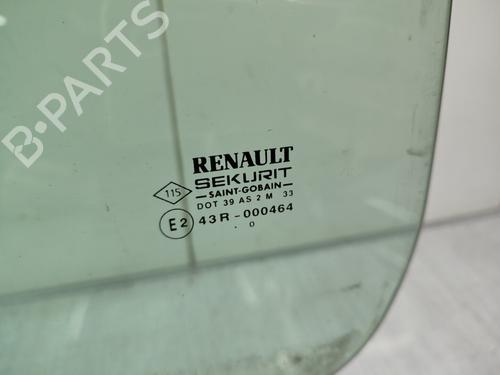 B-PARTS
RENAULT
SEKURIT
SAINT-GOBAIN
DOT 39 AS 2 M 33
115
E2 43R-000464
0